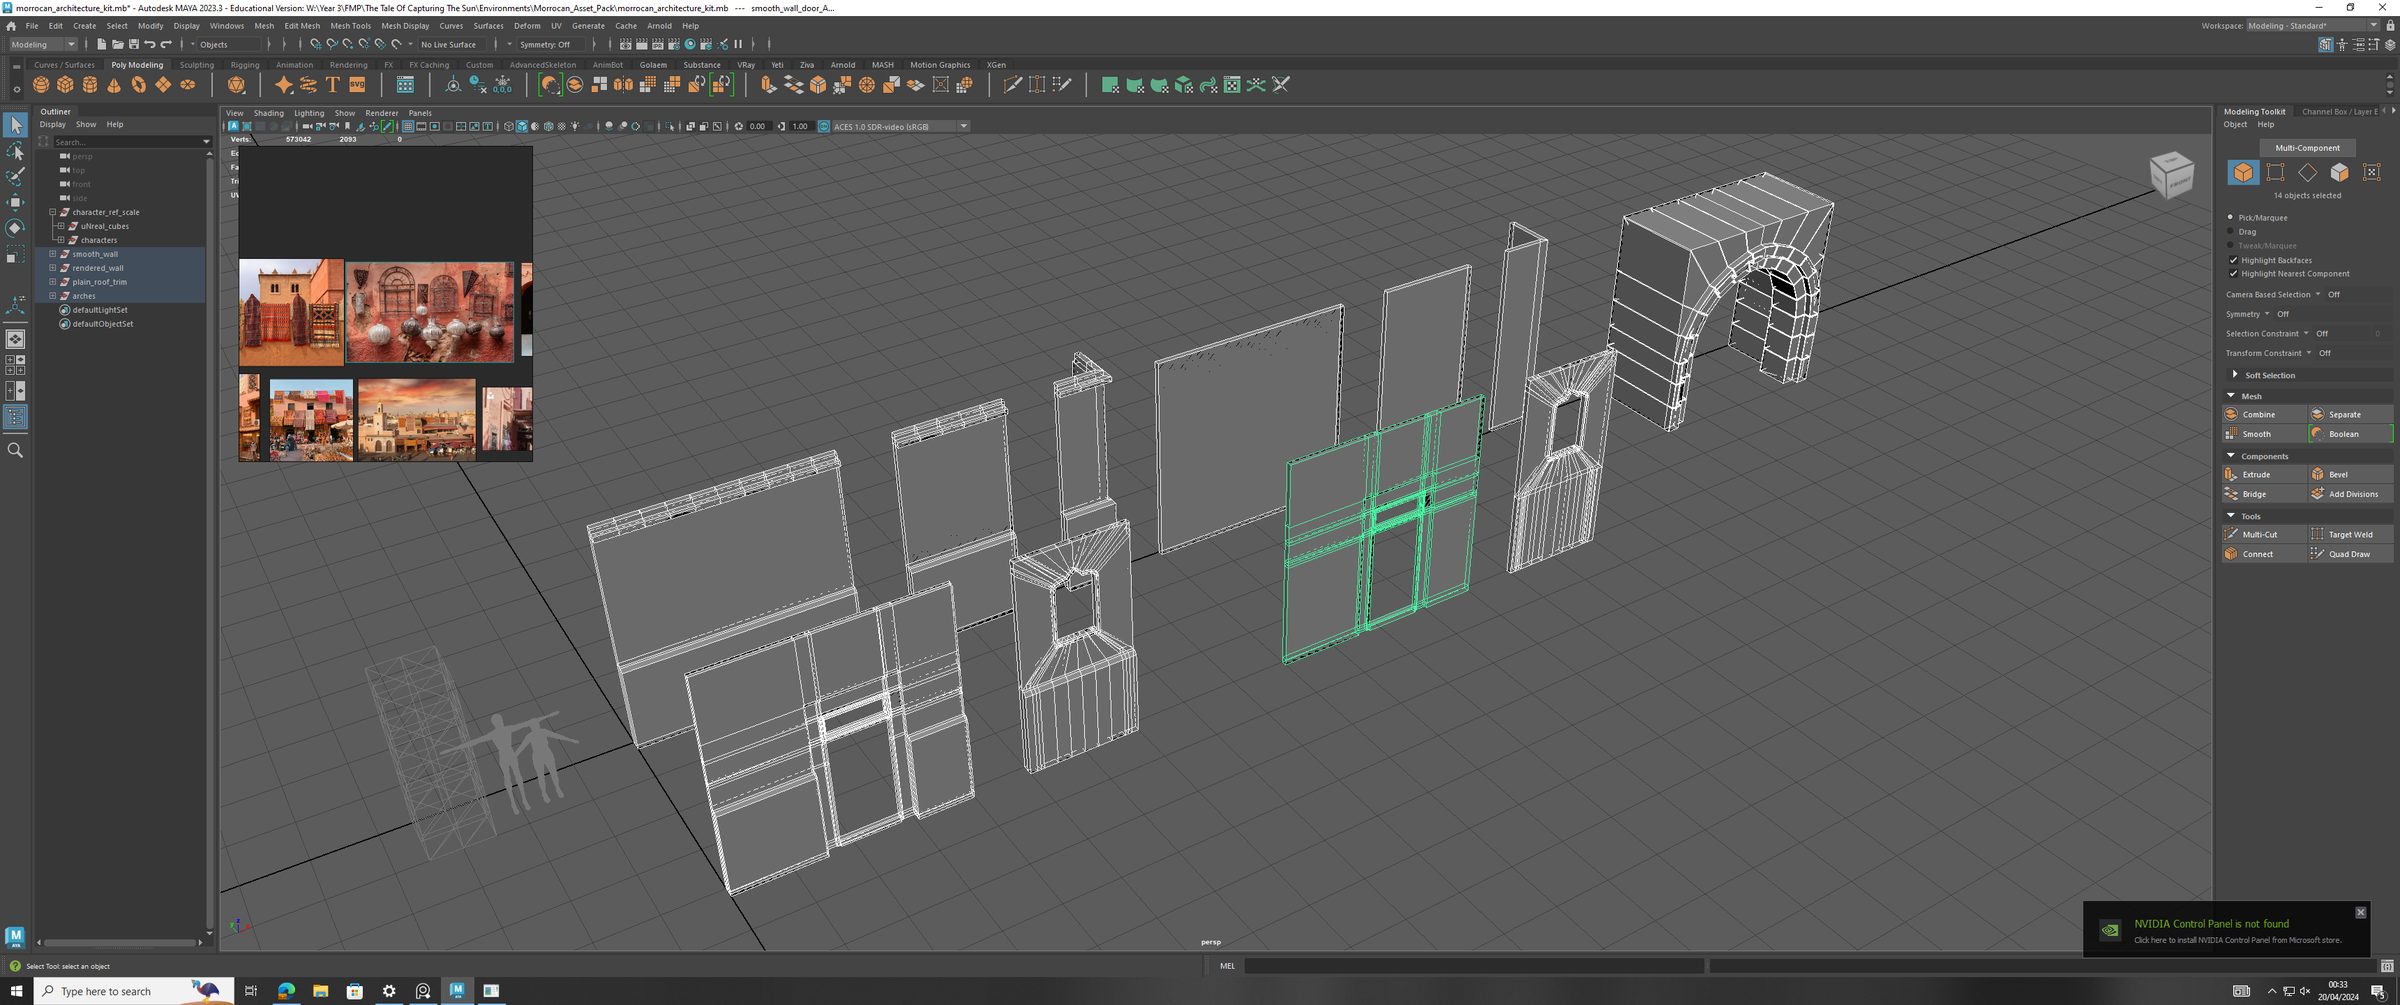 morrocan_architecture_kit.mb* - Autodesk MAYA 2023.3 - Educational Version: W:\Year 3\FMP\The Tale Of Capturing The Sun\Environments\Morrocan_Asset_Pack\morrocan_architecture_kit.mb --- smooth_wall_door_A...
File Edit Create Select Modify Display Windows Mesh Edit Mesh Mesh Tools Mesh Display Curves Surfaces Deform UV Generate Cache Arnold Help
Workspace: Modeling - Standard*
Modeling Objects No Live Surface Symmetry: Off
Curves / Surfaces Poly Modeling Sculpting Rigging Animation Rendering FX FX Caching Custom AdvancedSkeleton AnimBot Golaem Substance VRay Yeti Ziva Arnold MASH Motion Graphics XGen
SVG
0,0,0
Outliner
Display Show Help
Search...
persp
top
front
side
character_ref_scale
uNreal_cubes
characters
smooth_wall
rendered_wall
plain_roof_trim
arches
defaultLightSet
defaultObjectSet
View Shading Lighting Show Renderer Panels
0.00 1.00 ACES 1.0 SDR-video (sRGB)
Verts: 573042 2093 0
FRONT
persp
Modeling Toolkit Channel Box / Layer E
Object Help
Multi-Component
14 objects selected
Pick/Marquee
Drag
Tweak/Marquee
Highlight Backfaces
Highlight Nearest Component
Camera Based Selection Off
Symmetry Off
Selection Constraint Off 0
Transform Constraint Off
Soft Selection
Mesh
Combine Separate
Smooth Boolean
Components
Extrude Bevel
Bridge Add Divisions
Tools
Multi-Cut Target Weld
Connect Quad Draw
NVIDIA Control Panel is not found
Click here to install NVIDIA Control Panel from Microsoft store.
Select Tool: select an object
MEL
Type here to search
00:33
20/04/2024